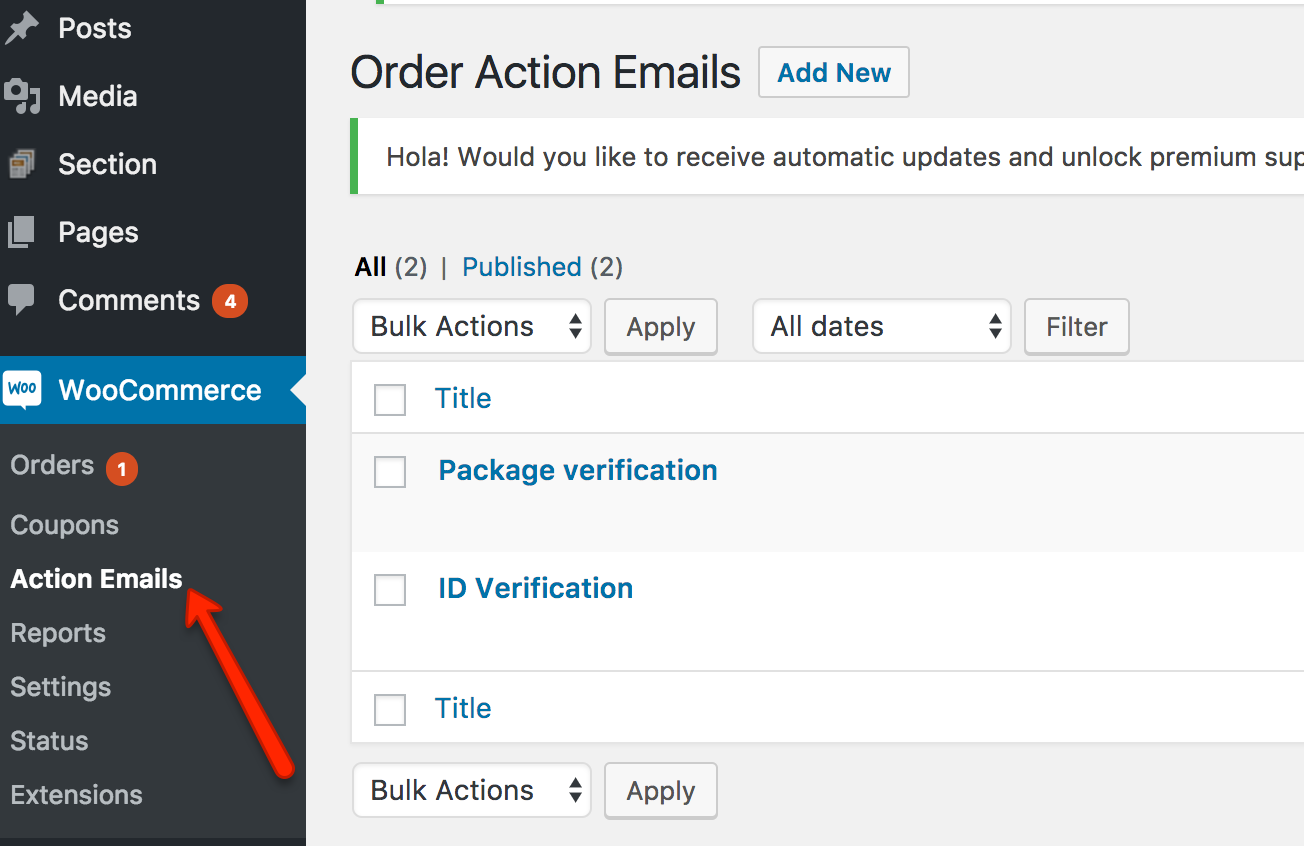 Posts
Media
Section
Pages
Comments 4
woo WooCommerce
Orders 1
Coupons
Action Emails
Reports
Settings
Status
Extensions
Order Action Emails Add New
Hola! Would you like to receive automatic updates and unlock premium sup
All (2) | Published (2)
Bulk Actions Apply All dates Filter
Title
Package verification
ID Verification
Title
Bulk Actions Apply